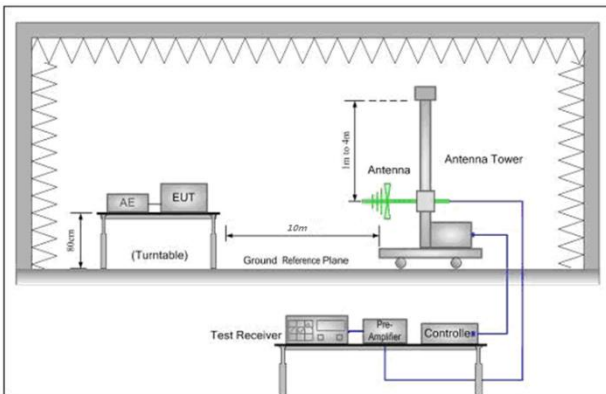 1m to 4m
Antenna
Antenna Tower
AE
EUT
80cm
(Turntable)
10m
Ground Reference Plane
Test Receiver
Pre-
Amplifier
Controller